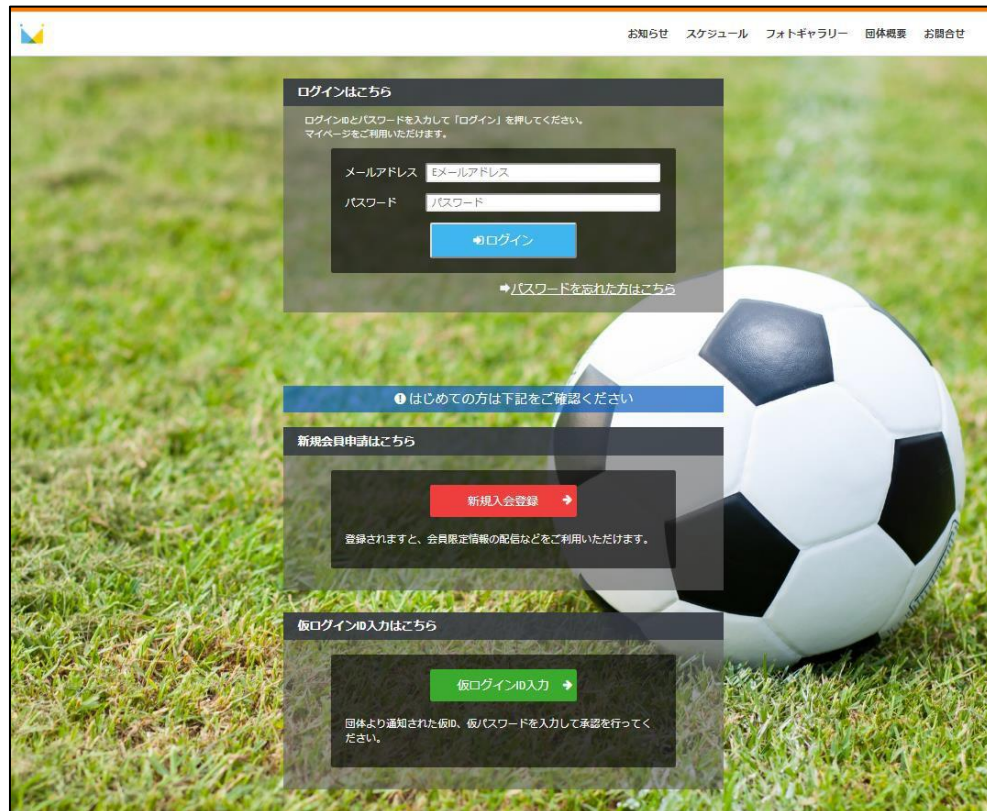 お知らせ スケジュール フォトギャラリー 団体概要 お問合せ
ログインはこちら
ログインIDとパスワードを入力して「ログイン」を押してください。
マイページをご利用いただけます。
メールアドレス Eメールアドレス
パスワード パスワード
ログイン
パスワードを忘れた方はこちら
はじめての方は下記をご確認ください
新規会員申請はこちら
新規入会登録
登録されますと、会員限定情報の配信などをご利用いただけます。
仮ログインID入力はこちら
仮ログインID入力
団体より通知された仮ID、仮パスワードを入力して承認を行ってく
ださい。